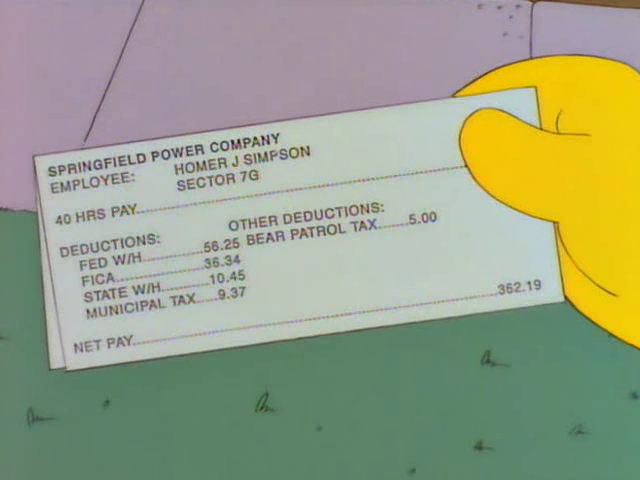 SPRINGFIELD POWER COMPANY
EMPLOYEE: HOMER J SIMPSON
SECTOR 7G
40 HRS PAY
DEDUCTIONS: OTHER DEDUCTIONS:
FED W/H 56.25 BEAR PATROL TAX 5.00
FICA 36.34
STATE W/H 10.45
MUNICIPAL TAX 9.37
NET PAY 362.19